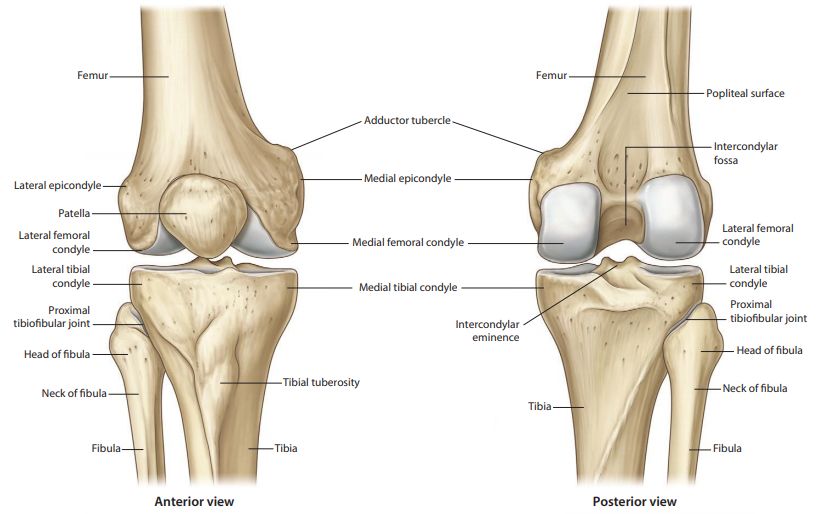 Femur
Adductor tubercle
Lateral epicondyle
Medial epicondyle
Patella
Lateral femoral
condyle
Medial femoral condyle
Lateral tibial
condyle
Medial tibial condyle
Proximal
tibiofibular joint
Head of fibula
Tibial tuberosity
Neck of fibula
Fibula
Tibia
Anterior view
Femur
Popliteal surface
Intercondylar
fossa
Lateral femoral
condyle
Lateral tibial
condyle
Proximal
tibiofibular joint
Intercondylar
eminence
Head of fibula
Neck of fibula
Tibia
Fibula
Posterior view